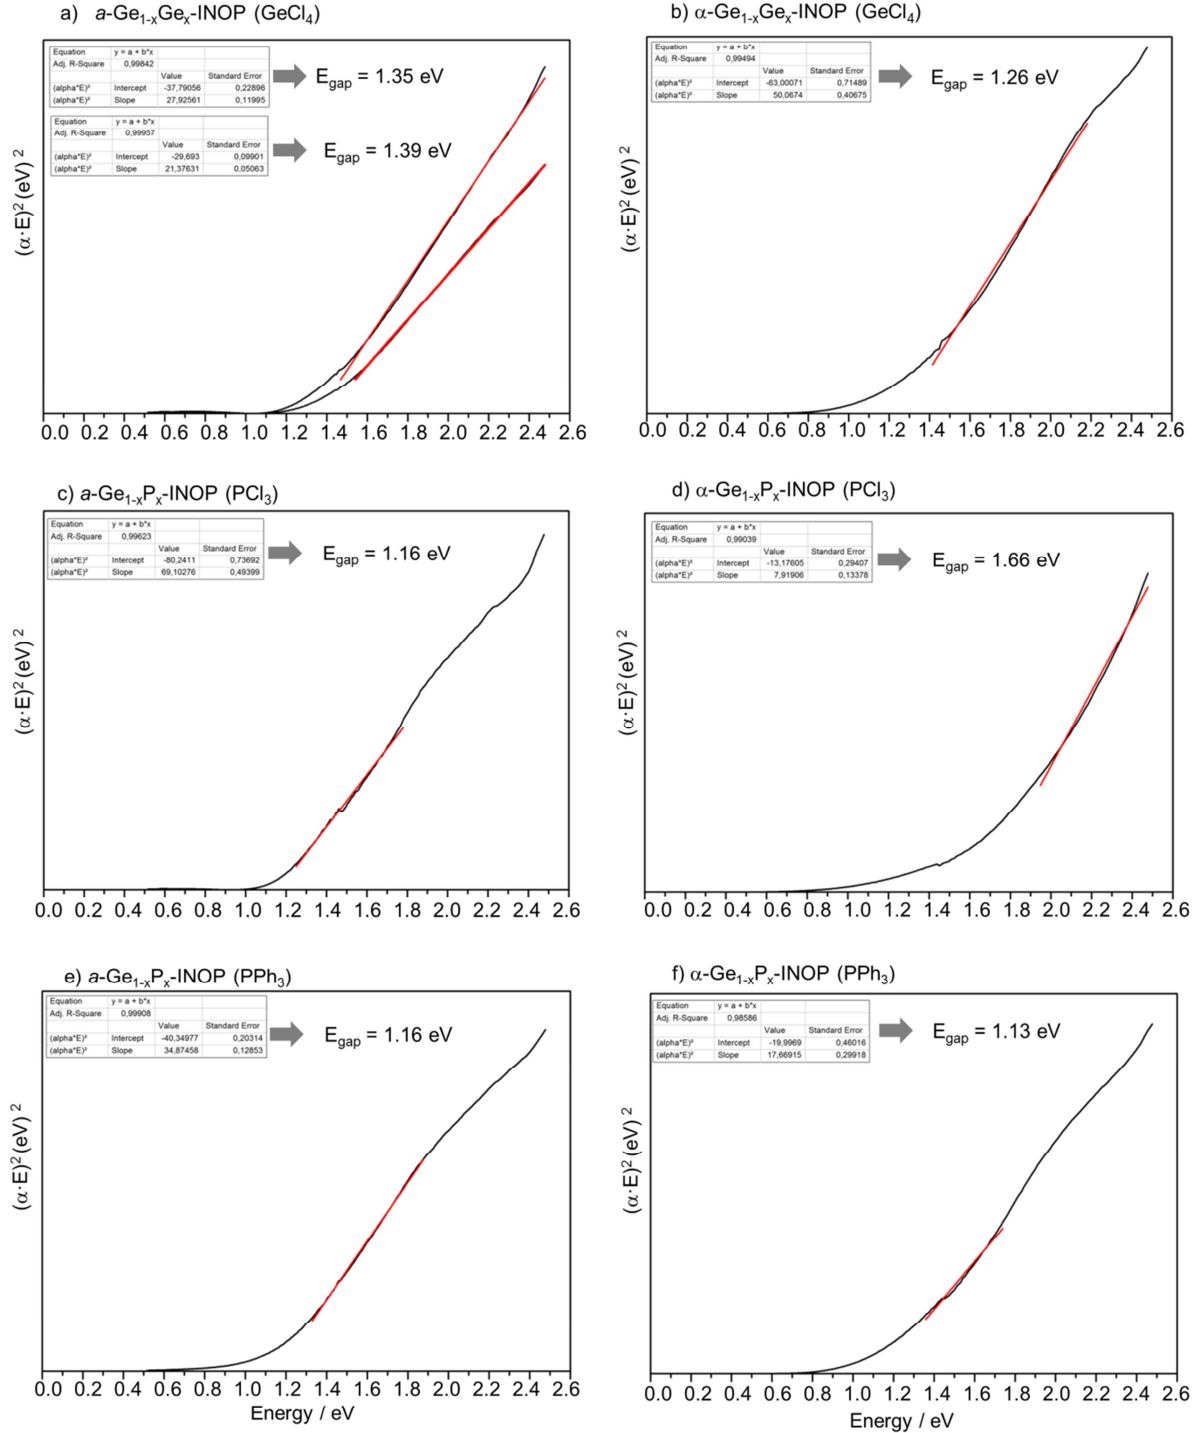 a) a-Ge1-xGex-INOP (GeCl4)
Equation y = a + b*x
Adj. R-Square 0,99842
Value Standard Error
(alpha*E)² Intercept -37,79056 0,22896
(alpha*E)² Slope 27,92561 0,11995
Egap = 1.35 eV
Equation y = a + b*x
Adj. R-Square 0,99957
Value Standard Error
(alpha*E)² Intercept -29,693 0,09901
(alpha*E)² Slope 21,37631 0,05063
Egap = 1.39 eV
(α·E)² (eV)²
0.0 0.2 0.4 0.6 0.8 1.0 1.2 1.4 1.6 1.8 2.0 2.2 2.4 2.6
b) α-Ge1-xGex-INOP (GeCl4)
Equation y = a + b*x
Adj. R-Square 0,99494
Value Standard Error
(alpha*E)² Intercept -63,00071 0,71489
(alpha*E)² Slope 50,0674 0,40675
Egap = 1.26 eV
(α·E)² (eV)²
0.0 0.2 0.4 0.6 0.8 1.0 1.2 1.4 1.6 1.8 2.0 2.2 2.4 2.6
c) a-Ge1-xPx-INOP (PCl3)
Equation y = a + b*x
Adj. R-Square 0,99623
Value Standard Error
(alpha*E)² Intercept -80,2411 0,73692
(alpha*E)² Slope 69,10276 0,49399
Egap = 1.16 eV
(α·E)² (eV)²
0.0 0.2 0.4 0.6 0.8 1.0 1.2 1.4 1.6 1.8 2.0 2.2 2.4 2.6
d) α-Ge1-xPx-INOP (PCl3)
Equation y = a + b*x
Adj. R-Square 0,99039
Value Standard Error
(alpha*E)² Intercept -13,17605 0,29407
(alpha*E)² Slope 7,91906 0,13378
Egap = 1.66 eV
(α·E)² (eV)²
0.0 0.2 0.4 0.6 0.8 1.0 1.2 1.4 1.6 1.8 2.0 2.2 2.4 2.6
e) a-Ge1-xPx-INOP (PPh3)
Equation y = a + b*x
Adj. R-Square 0,99908
Value Standard Error
(alpha*E)² Intercept -40,34977 0,20314
(alpha*E)² Slope 34,87458 0,12853
Egap = 1.16 eV
(α·E)² (eV)²
0.0 0.2 0.4 0.6 0.8 1.0 1.2 1.4 1.6 1.8 2.0 2.2 2.4 2.6
Energy / eV
f) α-Ge1-xPx-INOP (PPh3)
Equation y = a + b*x
Adj. R-Square 0,98586
Value Standard Error
(alpha*E)² Intercept -19,9969 0,46016
(alpha*E)² Slope 17,66915 0,29918
Egap = 1.13 eV
(α·E)² (eV)²
0.0 0.2 0.4 0.6 0.8 1.0 1.2 1.4 1.6 1.8 2.0 2.2 2.4 2.6
Energy / eV